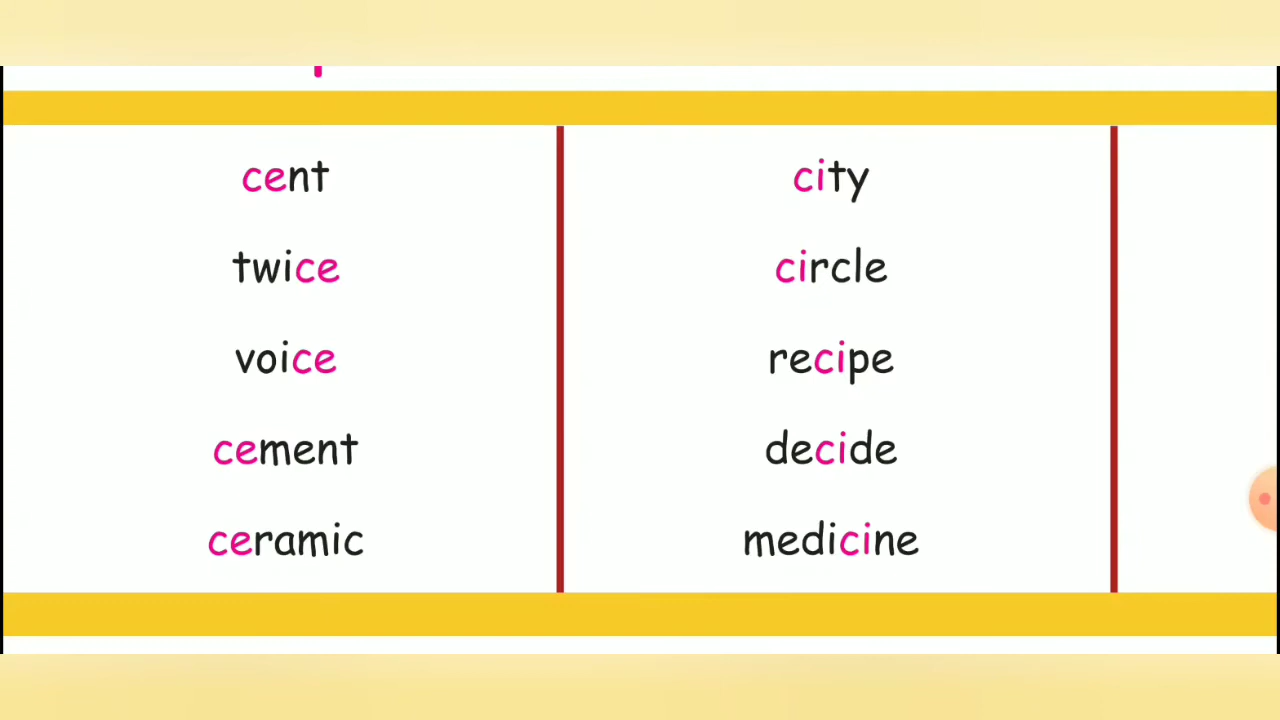 cent
twice
voice
cement
ceramic
city
circle
recipe
decide
medicine